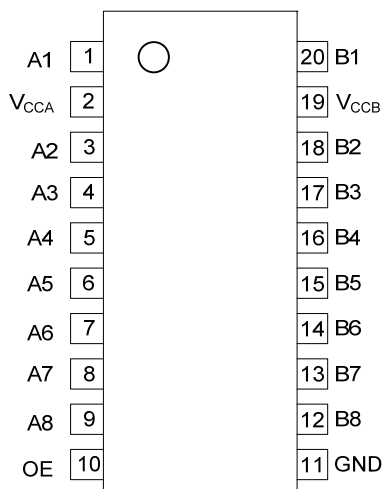 A1 1 20 B1
VCCA 2 19 VCCB
A2 3 18 B2
A3 4 17 B3
A4 5 16 B4
A5 6 15 B5
A6 7 14 B6
A7 8 13 B7
A8 9 12 B8
OE 10 11 GND